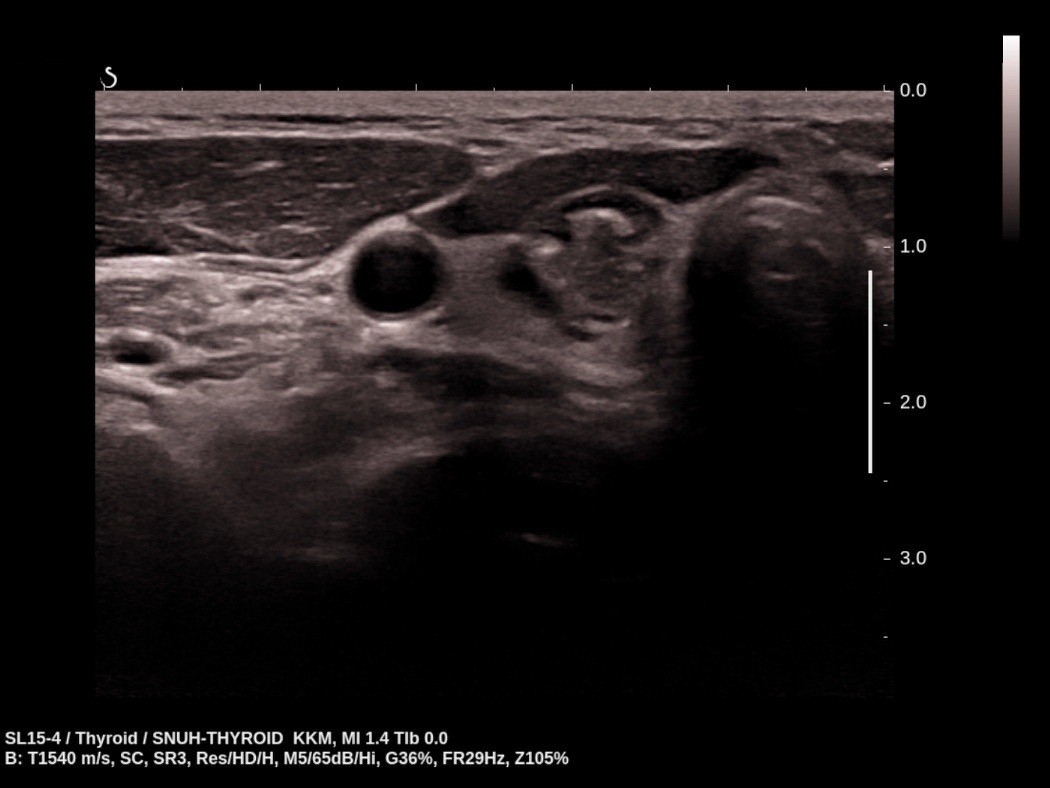 S
0.0
1.0
2.0
3.0
SL15-4 / Thyroid / SNUH-THYROID  KKM, MI 1.4 TIb 0.0
B: T1540 m/s, SC, SR3, Res/HD/H, M5/65dB/Hi, G36%, FR29Hz, Z105%